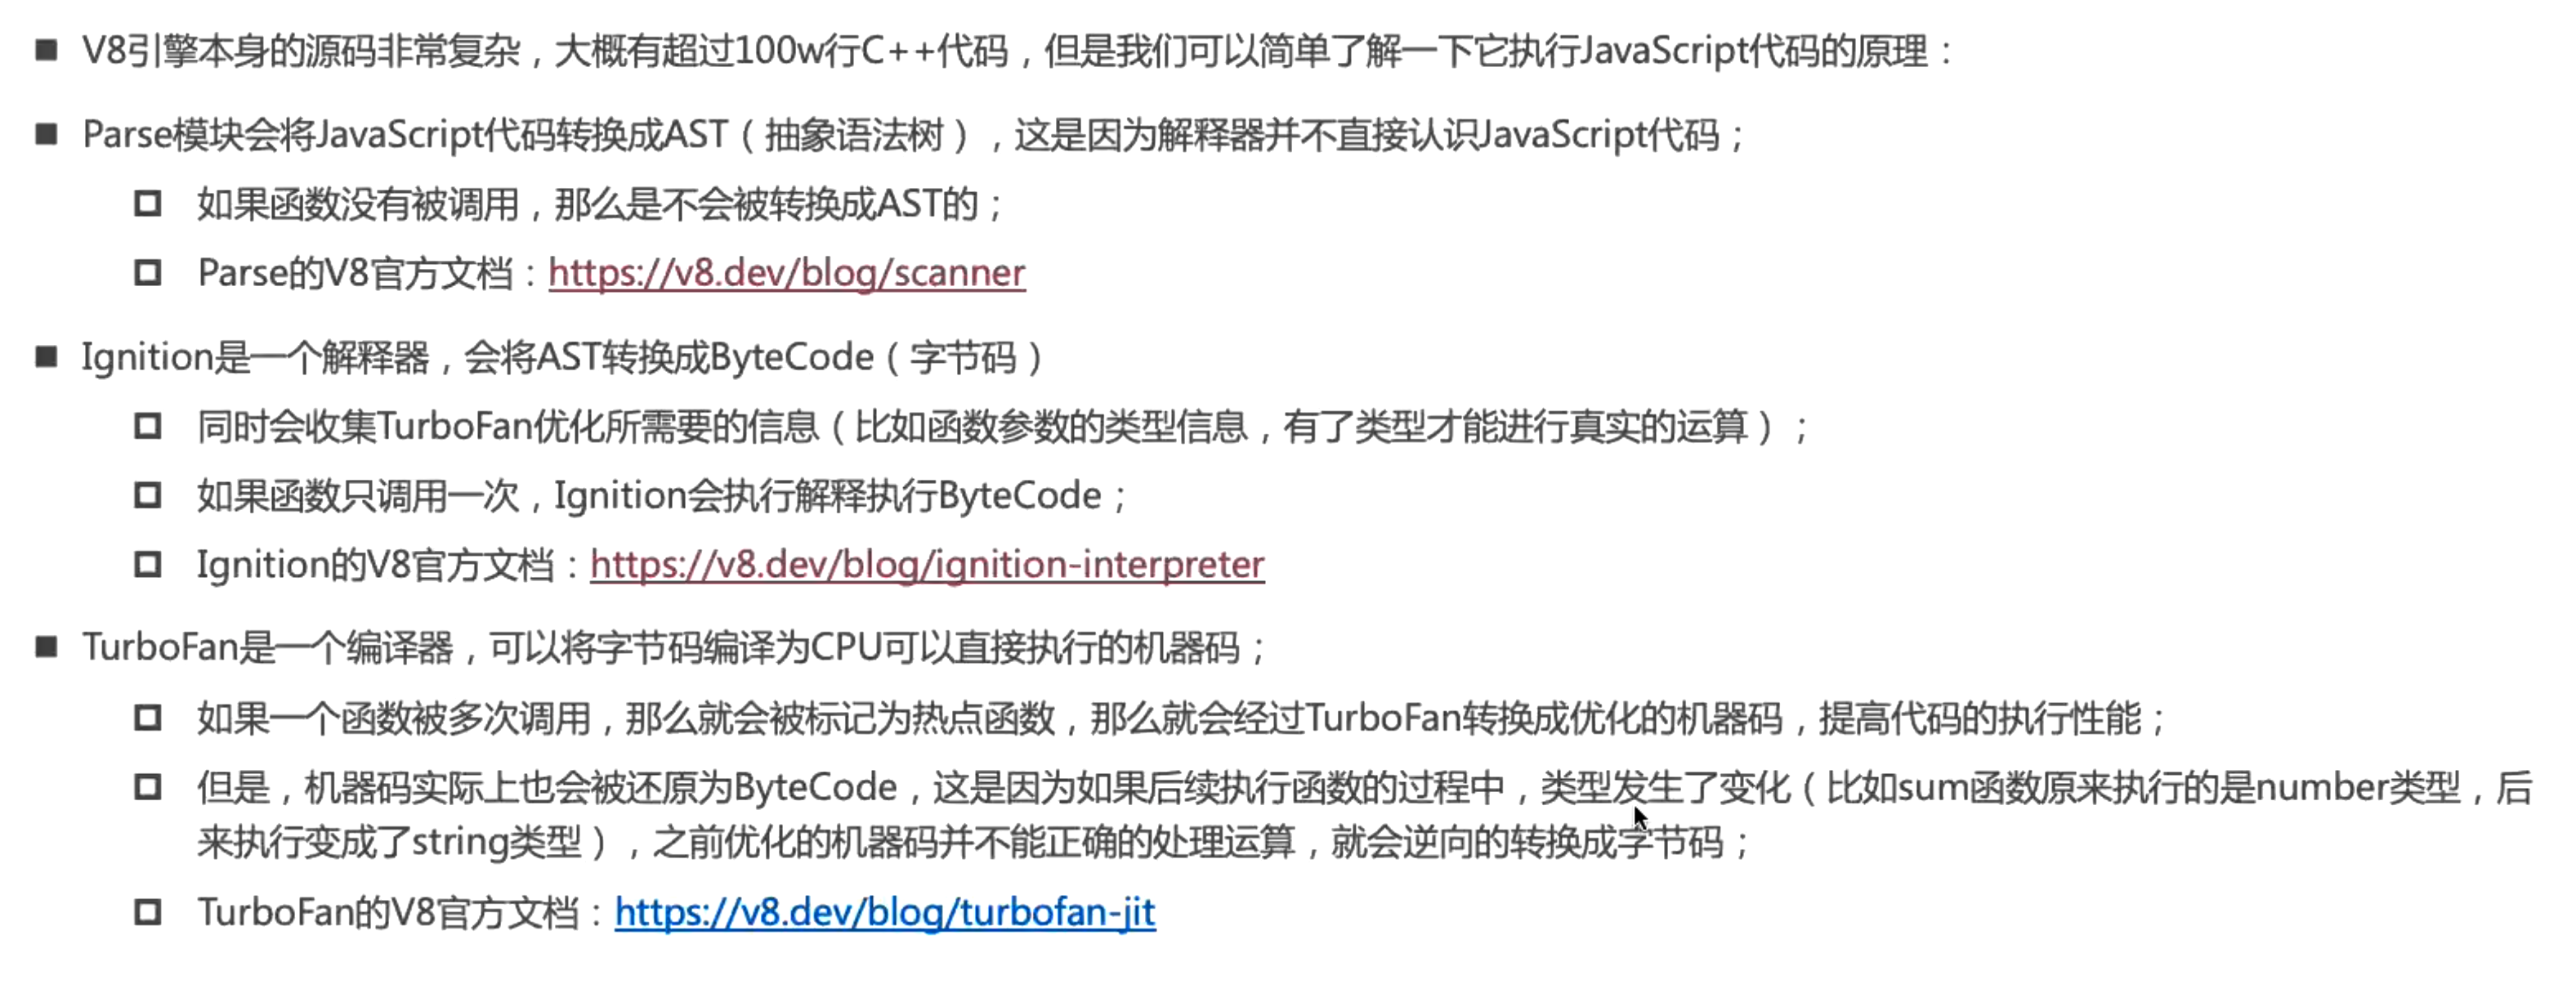 V8引擎本身的源码非常复杂，大概有超过100w行C++代码，但是我们可以简单了解一下它执行JavaScript代码的原理：
Parse模块会将JavaScript代码转换成AST（抽象语法树），这是因为解释器并不直接认识JavaScript代码；
如果函数没有被调用，那么是不会被转换成AST的；
Parse的V8官方文档：https://v8.dev/blog/scanner
Ignition是一个解释器，会将AST转换成ByteCode（字节码）
同时会收集TurboFan优化所需要的信息（比如函数参数的类型信息，有了类型才能进行真实的运算）；
如果函数只调用一次，Ignition会执行解释执行ByteCode；
Ignition的V8官方文档：https://v8.dev/blog/ignition-interpreter
TurboFan是一个编译器，可以将字节码编译为CPU可以直接执行的机器码；
如果一个函数被多次调用，那么就会被标记为热点函数，那么就会经过TurboFan转换成优化的机器码，提高代码的执行性能；
但是，机器码实际上也会被还原为ByteCode，这是因为如果后续执行函数的过程中，类型发生了变化（比如sum函数原来执行的是number类型，后
来执行变成了string类型），之前优化的机器码并不能正确的处理运算，就会逆向的转换成字节码；
TurboFan的V8官方文档：https://v8.dev/blog/turbofan-jit